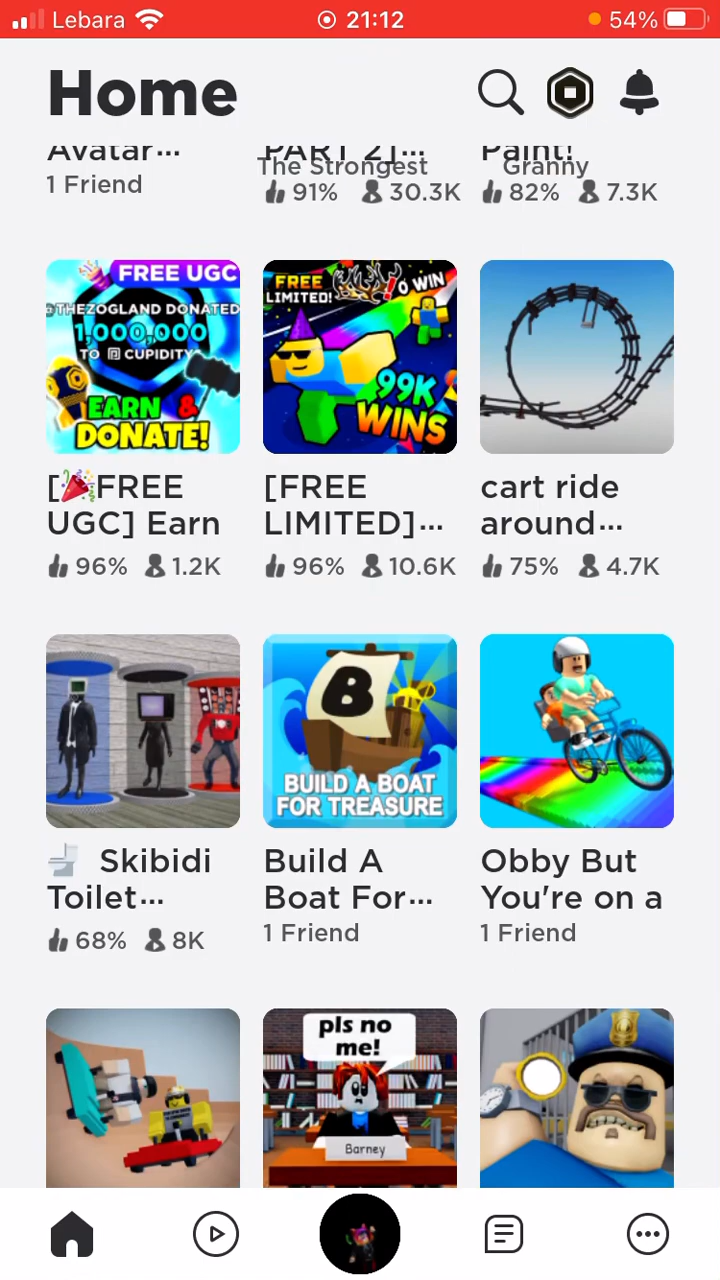 Lebara 21:12 54%
Home
Avatar... PART 2]... Paint!
The Strongest Granny
1 Friend 91% 30.3K 82% 7.3K
FREE UGC
@THEZOGLAND DONATED
1,000,000
TO CUPIDITY
EARN &
DONATE!
FREE
LIMITED!
0 WIN
99K
WINS
[🎉FREE
UGC] Earn
96% 1.2K
[FREE
LIMITED]...
96% 10.6K
cart ride
around...
75% 4.7K
B
BUILD A BOAT
FOR TREASURE
🚽 Skibidi
Toilet...
68% 8K
Build A
Boat For...
1 Friend
Obby But
You're on a
1 Friend
pls no
me!
Barney